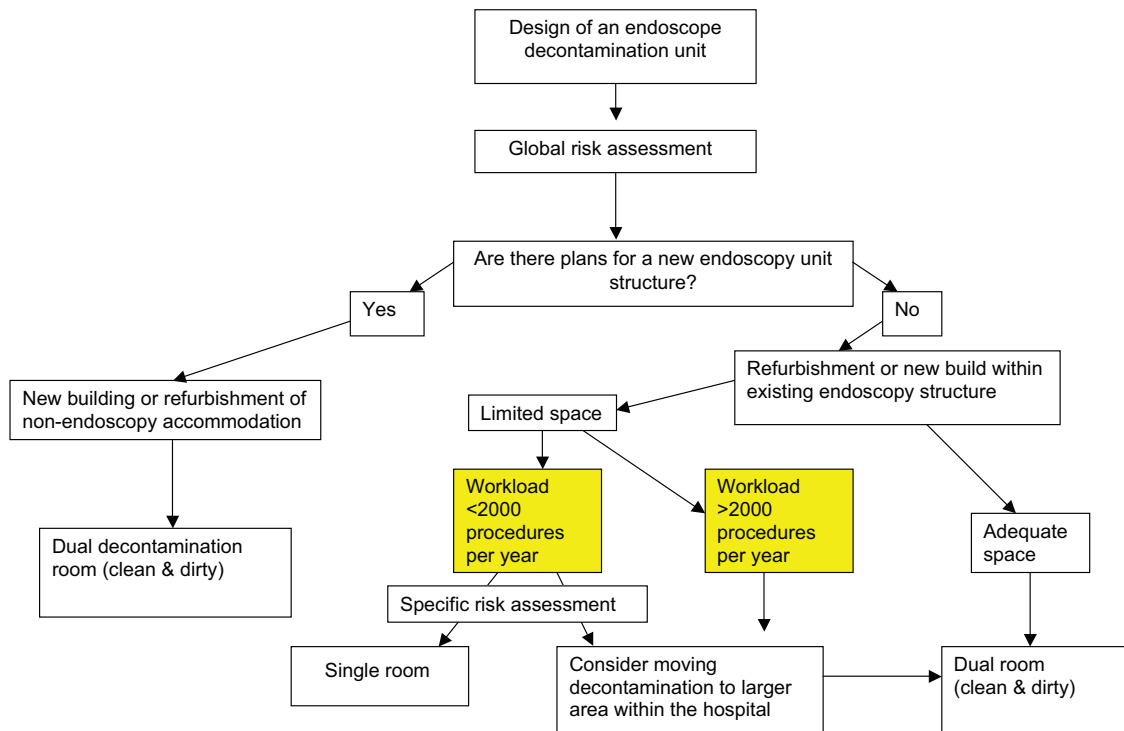 Design of an endoscope
decontamination unit
Global risk assessment
Are there plans for a new endoscopy unit
structure?
Yes
No
Refurbishment or new build within
existing endoscopy structure
New building or refurbishment of
non-endoscopy accommodation
Limited space
Workload
<2000
procedures
per year
Workload
>2000
procedures
per year
Adequate
space
Dual decontamination
room (clean & dirty)
Specific risk assessment
Single room
Consider moving
decontamination to larger
area within the hospital
Dual room
(clean & dirty)